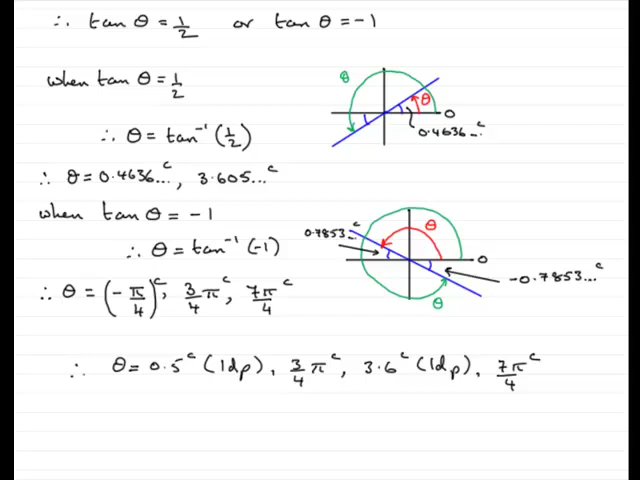 ∴ tan θ = 1/2 or tan θ = -1
when tan θ = 1/2
θ
θ
0
0.4636...ᶜ
∴ θ = tan⁻¹ (1/2)
∴ θ = 0.4636...ᶜ, 3.605...ᶜ
when tan θ = -1
0.7853...ᶜ
θ
0
∴ θ = tan⁻¹ (-1)
-0.7853...ᶜ
∴ θ = (-π/4)ᶜ, 3/4 πᶜ, 7π/4ᶜ
θ
∴ θ = 0.5ᶜ (1dp), 3/4 πᶜ, 3.6ᶜ (1dp), 7π/4ᶜ